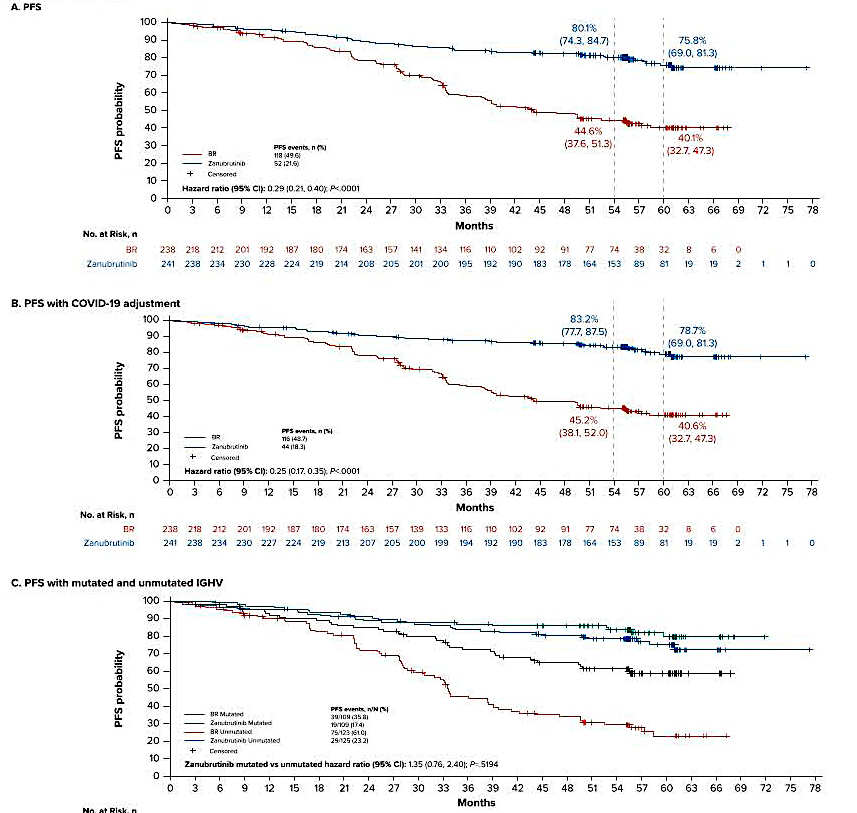 A. PFS
100
90
80
70
60
50
40
30
20
10
0
PFS probability
80.1%
(74.3, 84.7)
75.8%
(69.0, 81.3)
44.6%
(37.6, 51.3)
40.1%
(32.7, 47.3)
PFS events, n (%)
BR 118 (49.6)
Zanubrutinib 52 (21.6)
Censored
Hazard ratio (95% CI): 0.29 (0.21, 0.40); P<.0001
0 3 6 9 12 15 18 21 24 27 30 33 36 39 42 45 48 51 54 57 60 63 66 69 72 75 78
Months
No. at Risk, n
BR 238 218 212 201 192 187 180 174 163 157 141 134 116 110 102 92 91 77 74 38 32 8 6 0
Zanubrutinib 241 238 234 230 228 224 219 214 208 205 201 200 195 192 190 183 178 164 153 89 81 19 19 2 1 1 0
B. PFS with COVID-19 adjustment
100
90
80
70
60
50
40
30
20
10
0
PFS probability
83.2%
(77.7, 87.5)
78.7%
(69.0, 81.3)
45.2%
(38.1, 52.0)
40.6%
(32.7, 47.3)
PFS events, n (%)
BR 116 (48.7)
Zanubrutinib 44 (18.3)
Censored
Hazard ratio (95% CI): 0.25 (0.17, 0.35); P<.0001
0 3 6 9 12 15 18 21 24 27 30 33 36 39 42 45 48 51 54 57 60 63 66 69 72 75 78
Months
No. at Risk, n
BR 238 218 212 201 192 187 180 174 163 157 139 133 116 110 102 92 91 77 74 38 32 8 6 0
Zanubrutinib 241 238 234 230 227 224 219 213 207 205 200 199 194 192 190 183 178 164 153 89 81 19 19 2 1 1 0
C. PFS with mutated and unmutated IGHV
100
90
80
70
60
50
40
30
20
10
0
PFS probability
PFS events, n/N (%)
BR Mutated 39/109 (35.8)
Zanubrutinib Mutated 19/109 (17.4)
BR Unmutated 75/123 (61.0)
Zanubrutinib Unmutated 29/125 (23.2)
Censored
Zanubrutinib mutated vs unmutated hazard ratio (95% CI): 1.35 (0.76, 2.40); P=.5194
0 3 6 9 12 15 18 21 24 27 30 33 36 39 42 45 48 51 54 57 60 63 66 69 72 75 78
Months
No. at Risk, n